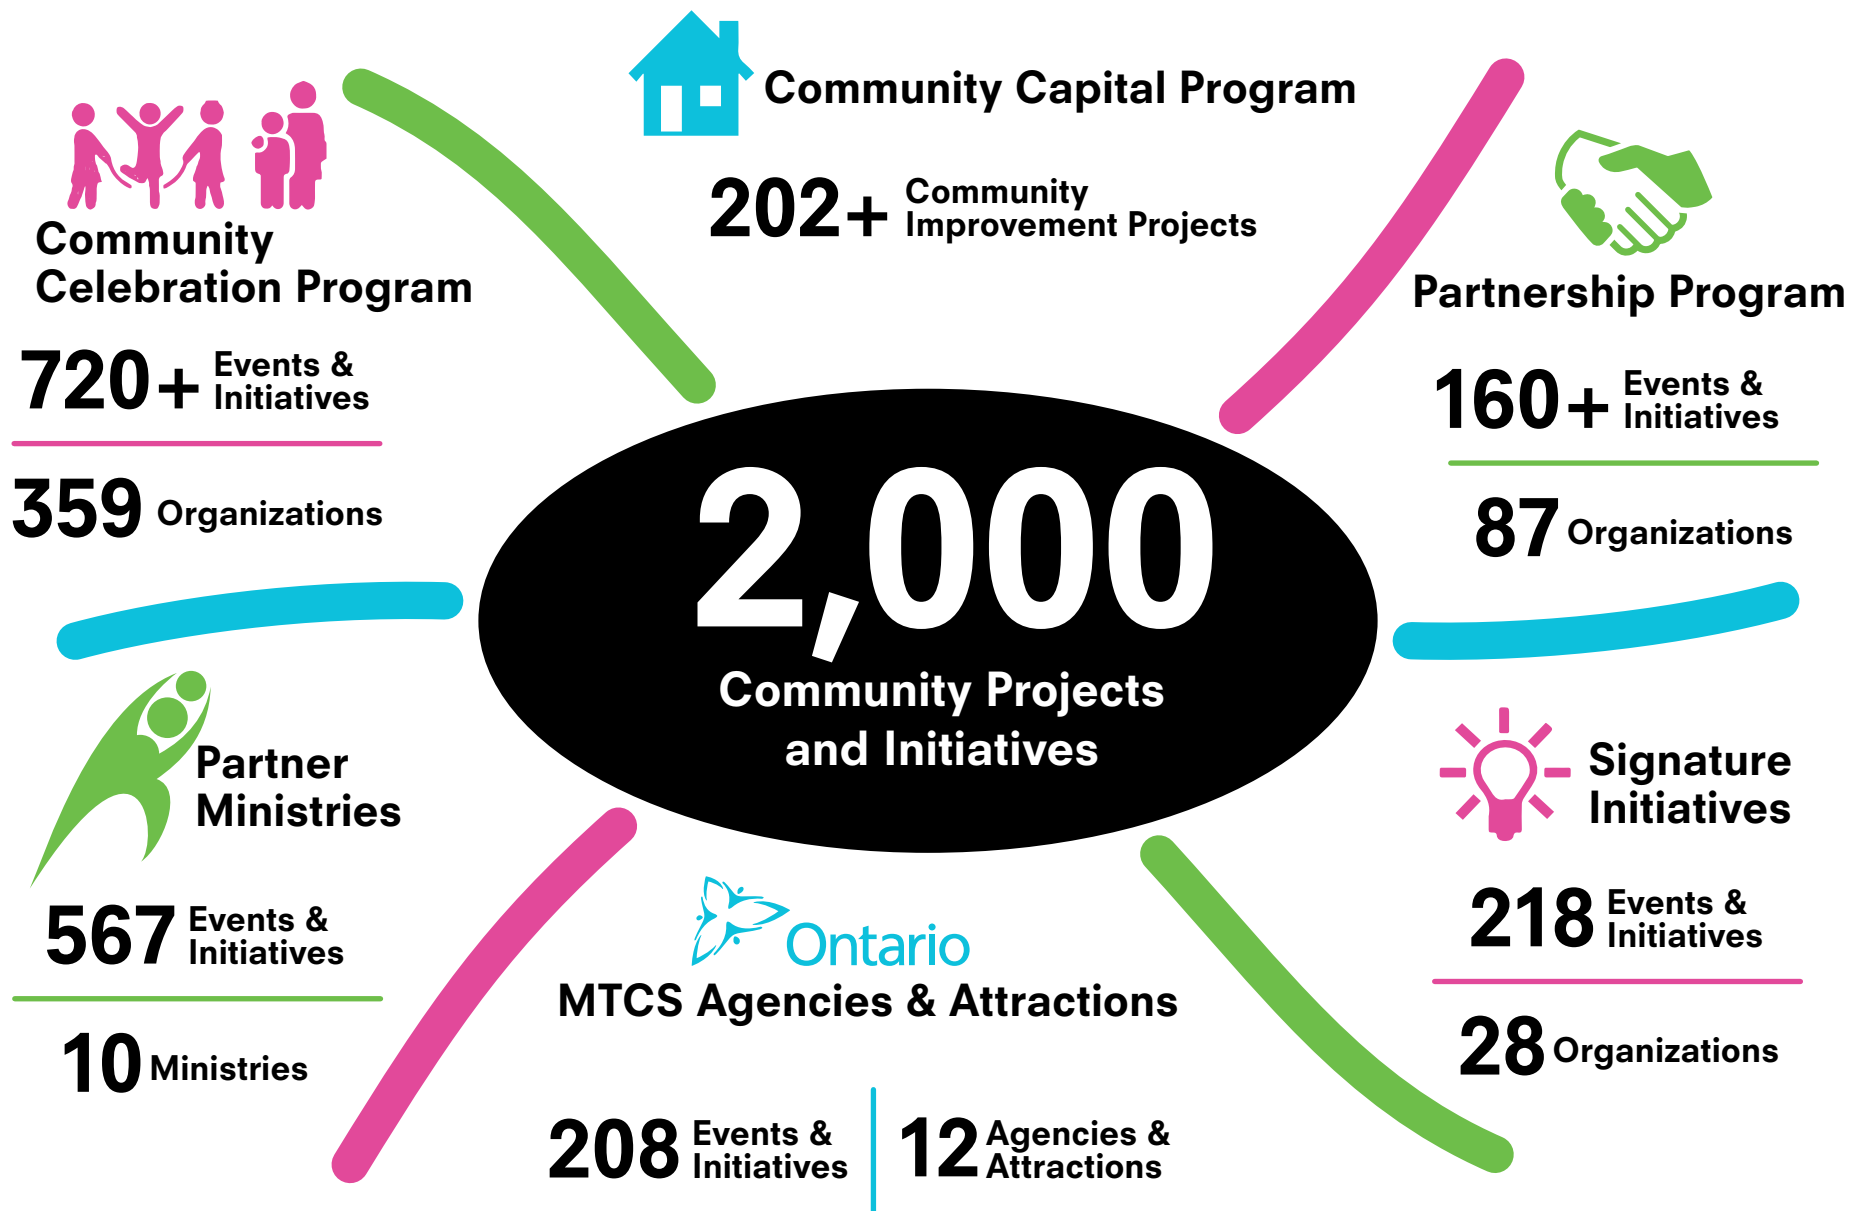 Community Capital Program
202+ Community
Improvement Projects
Community
Celebration Program
720+ Events &
Initiatives
359 Organizations
Partnership Program
160+ Events &
Initiatives
87 Organizations
2,000
Community Projects
and Initiatives
Partner
Ministries
567 Events &
Initiatives
10 Ministries
Signature
Initiatives
218 Events &
Initiatives
28 Organizations
Ontario
MTCS Agencies & Attractions
208 Events &
Initiatives
12 Agencies &
Attractions